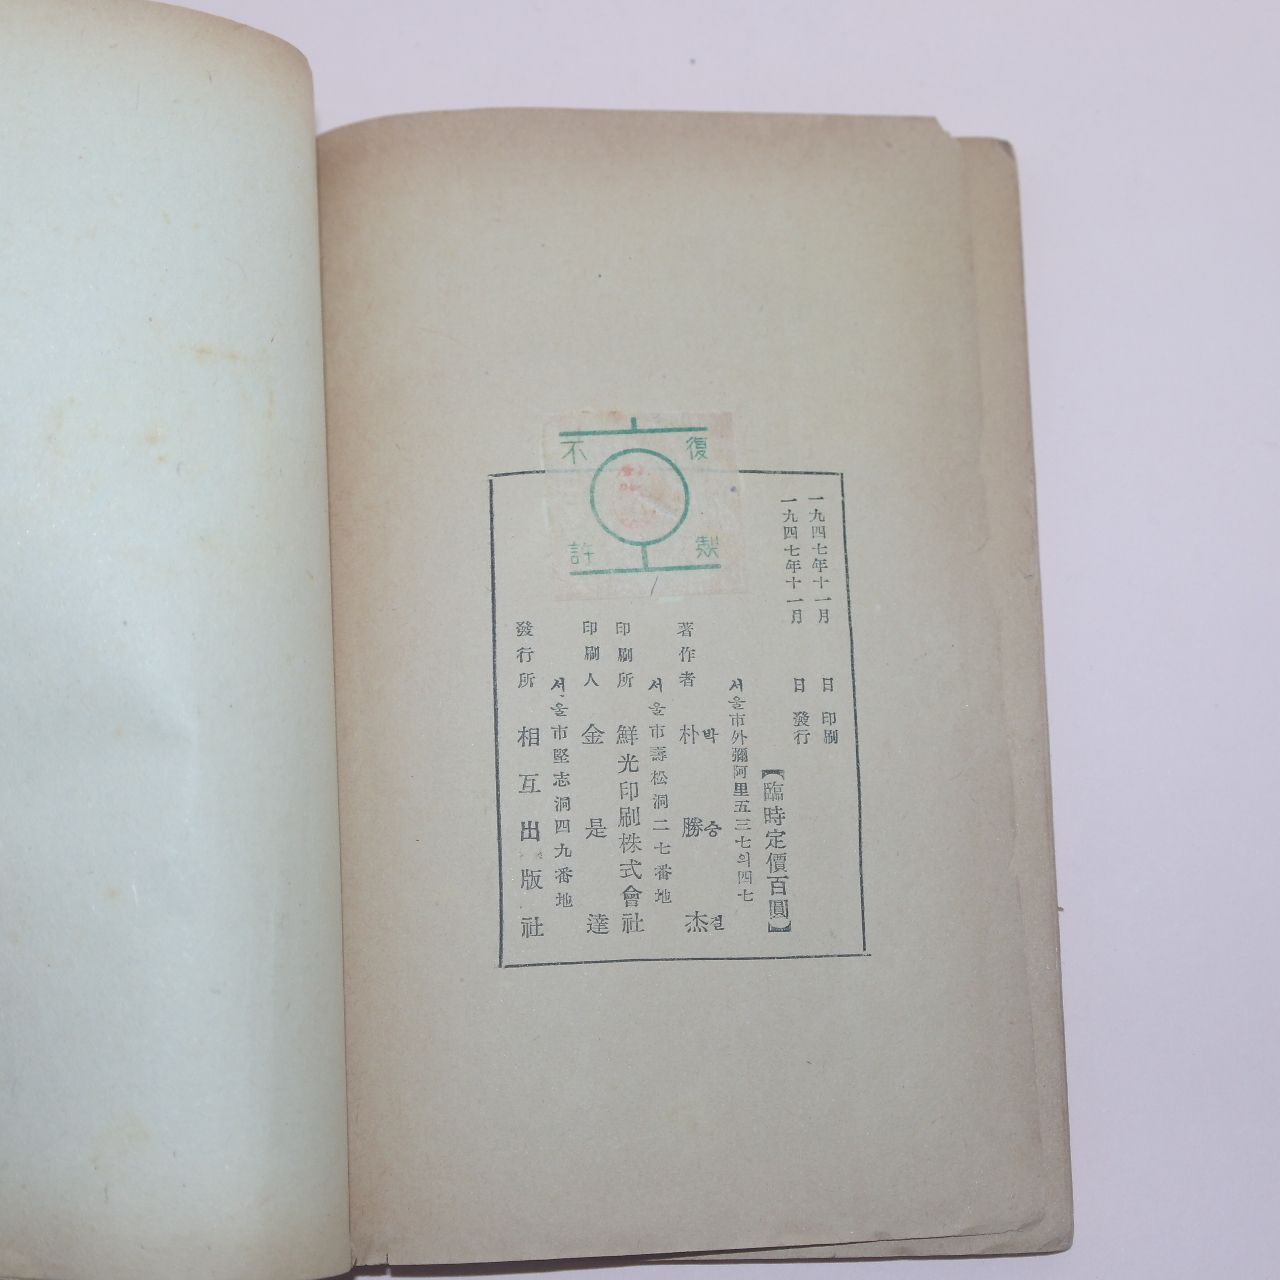 復製
不許
一九四七年十一月 日 印刷
一九四七年十一月 日 發行
【臨時定價百圓】
서울市外彌阿里五三七의四七
著作者 朴勝杰
박승걸
서울市壽松洞二七番地
印刷所 鮮光印刷株式會社
印刷人 金是達
서울市堅志洞四九番地
發行所 相互出版社